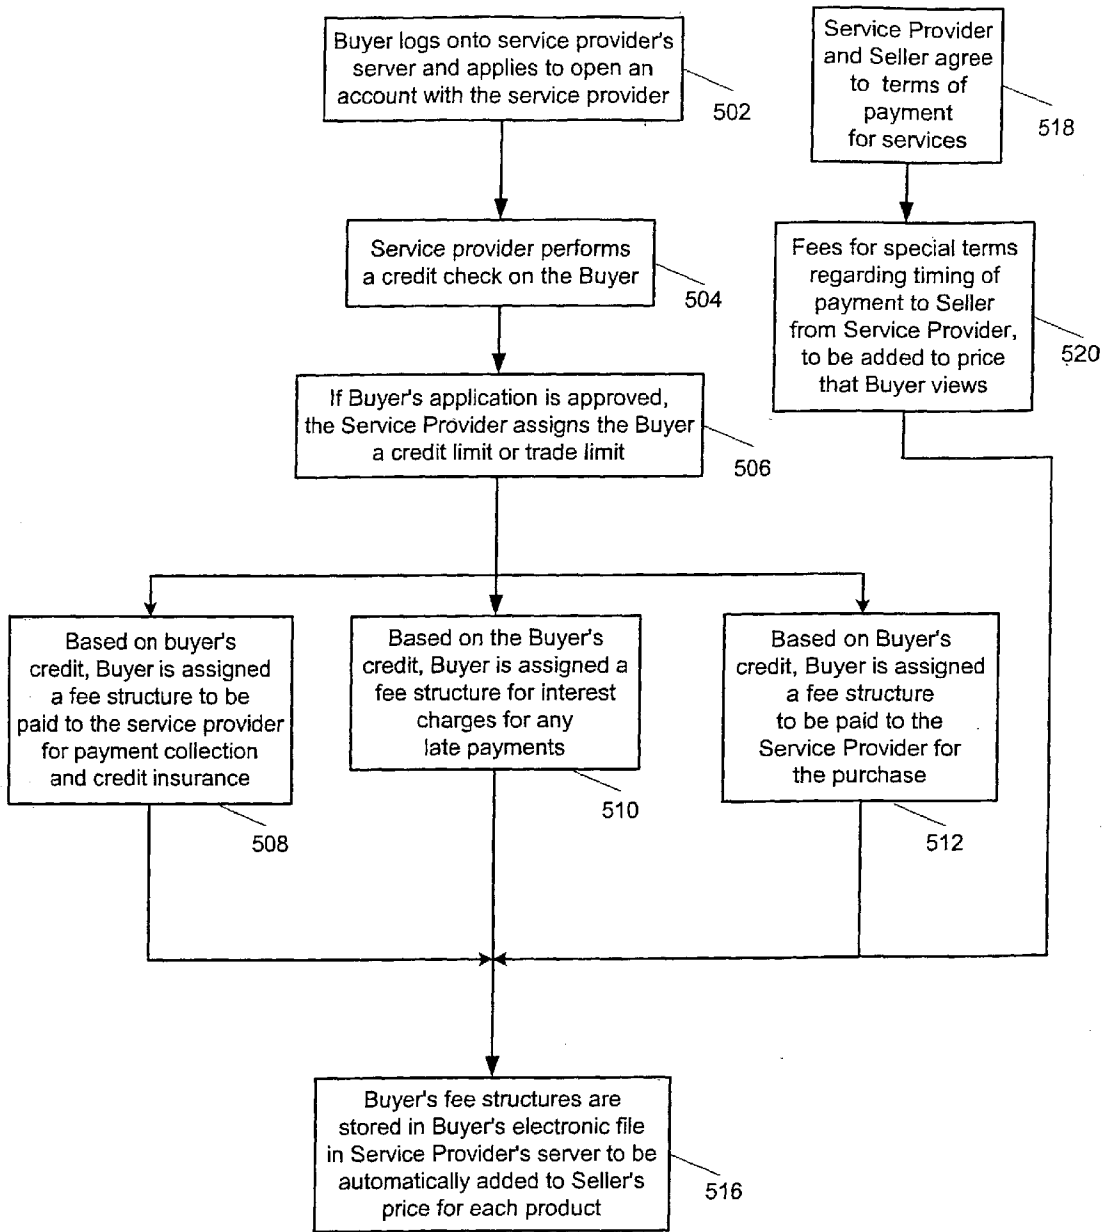 Buyer logs onto service provider's
server and applies to open an
account with the service provider
502
Service Provider
and Seller agree
to terms of
payment
for services
518
Service provider performs
a credit check on the Buyer
504
Fees for special terms
regarding timing of
payment to Seller
from Service Provider,
to be added to price
that Buyer views
520
If Buyer's application is approved,
the Service Provider assigns the Buyer
a credit limit or trade limit
506
Based on buyer's
credit, Buyer is assigned
a fee structure to be
paid to the service provider
for payment collection
and credit insurance
508
Based on the Buyer's
credit, Buyer is assigned a
fee structure for interest
charges for any
late payments
510
Based on Buyer's
credit, Buyer is assigned
a fee structure
to be paid to the
Service Provider for
the purchase
512
Buyer's fee structures are
stored in Buyer's electronic file
in Service Provider's server to be
automatically added to Seller's
price for each product
516